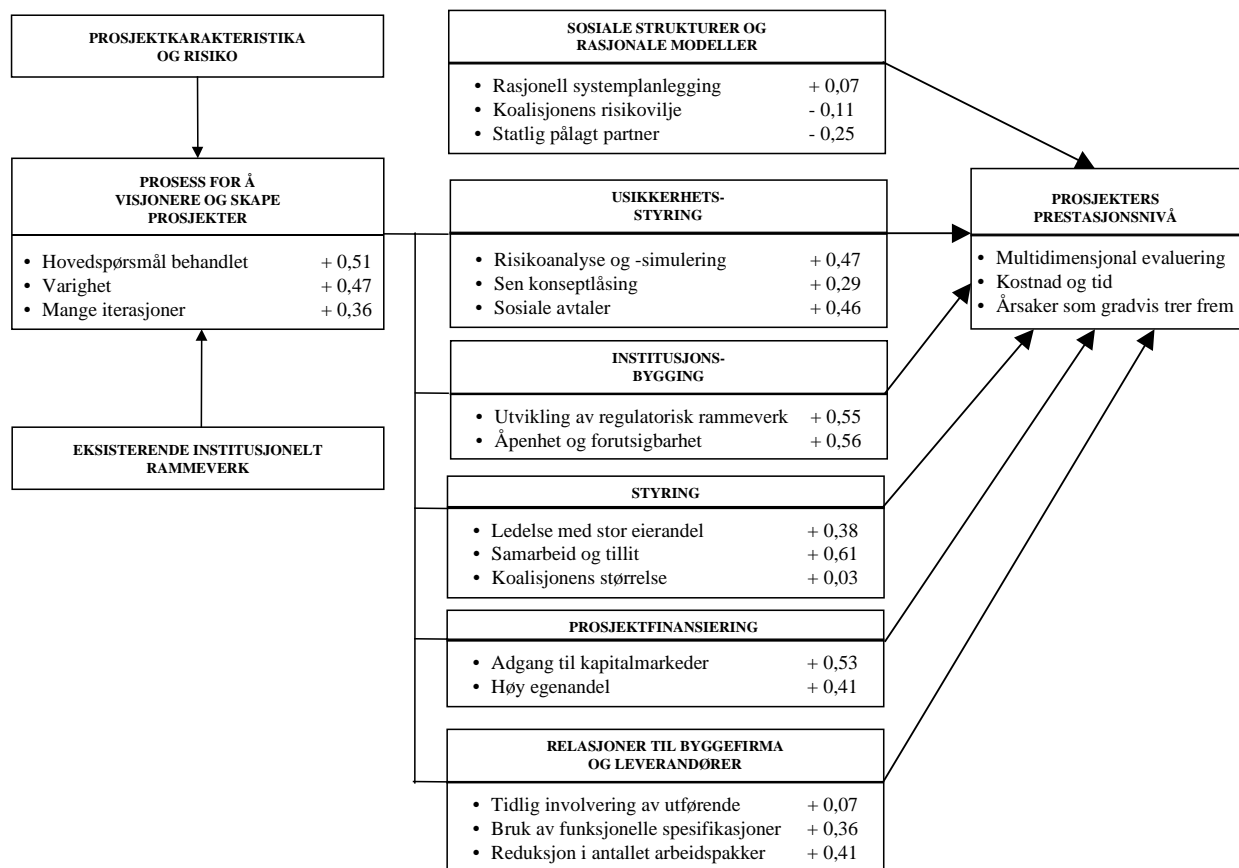 PROSJEKTKARAKTERISTIKA
OG RISIKO
PROSESS FOR Å
VISJONERE OG SKAPE
PROSJEKTER
• Hovedspørsmål behandlet + 0,51
• Varighet + 0,47
• Mange iterasjoner + 0,36
EKSISTERENDE INSTITUSJONELT
RAMMEVERK
SOSIALE STRUKTURER OG
RASJONALE MODELLER
• Rasjonell systemplanlegging + 0,07
• Koalisjonens risikovilje - 0,11
• Statlig pålagt partner - 0,25
USIKKERHETS-
STYRING
• Risikoanalyse og -simulering + 0,47
• Sen konseptlåsing + 0,29
• Sosiale avtaler + 0,46
INSTITUSJONS-
BYGGING
• Utvikling av regulatorisk rammeverk + 0,55
• Åpenhet og forutsigbarhet + 0,56
STYRING
• Ledelse med stor eierandel + 0,38
• Samarbeid og tillit + 0,61
• Koalisjonens størrelse + 0,03
PROSJEKTFINANSIERING
• Adgang til kapitalmarkeder + 0,53
• Høy egenandel + 0,41
RELASJONER TIL BYGGEFIRMA
OG LEVERANDØRER
• Tidlig involvering av utførende + 0,07
• Bruk av funksjonelle spesifikasjoner + 0,36
• Reduksjon i antallet arbeidspakker + 0,41
PROSJEKTERS
PRESTASJONSNIVÅ
• Multidimensjonal evaluering
• Kostnad og tid
• Årsaker som gradvis trer frem